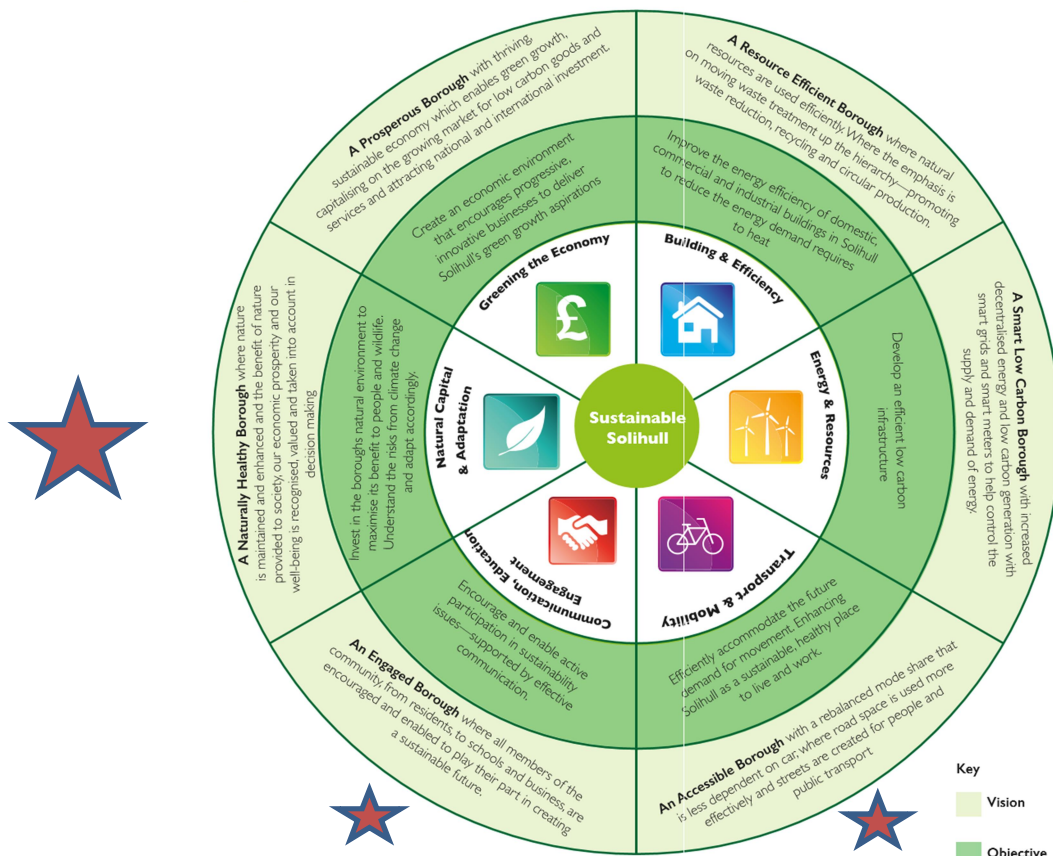 A Prosperous Borough with thriving,
sustainable economy which enables green growth,
capitalising on the growing market for low carbon goods and
services and attracting national and international investment.
A Resource Efficient Borough where natural
resources are used efficiently. Where the emphasis is
on moving waste treatment up the hierarchy—promoting
waste reduction, recycling and circular production.
Create an economic environment
that encourages progressive,
innovative businesses to deliver
Solihull's green growth aspirations
Improve the energy efficiency of domestic,
commercial and industrial buildings in Solihull
to reduce the energy demand requires
to heat
Greening the Economy
Building & Efficiency
£
A Naturally Healthy Borough where nature
is maintained and enhanced and the benefit of nature
provided to society, our economic prosperity and our
well-being is recognised, valued and taken into account in
decision making
Invest in the boroughs natural environment to
maximise its benefit to people and wildlife.
Understand the risks from climate change
and adapt accordingly.
Natural Capital
& Adaptation
Sustainable
Solihull
Energy & Resources
Develop an efficient low carbon
infrastructure
A Smart Low Carbon Borough with increased
decentralised energy and low carbon generation with
smart grids and smart meters to help control the
supply and demand of energy.
Communication, Education
Engagement
Transport & Mobility
Encourage and enable active
participation in sustainability
issues—supported by effective
communication.
Efficiently accommodate the future
demand for movement. Enhancing
Solihull as a sustainable, healthy place
to live and work.
An Engaged Borough where all members of the
community, from residents, to schools and business, are
encouraged and enabled to play their part in creating
a sustainable future.
An Accessible Borough with a rebalanced mode share that
is less dependent on car, where road space is used more
effectively and streets are created for people and
public transport
Key
Vision
Objective